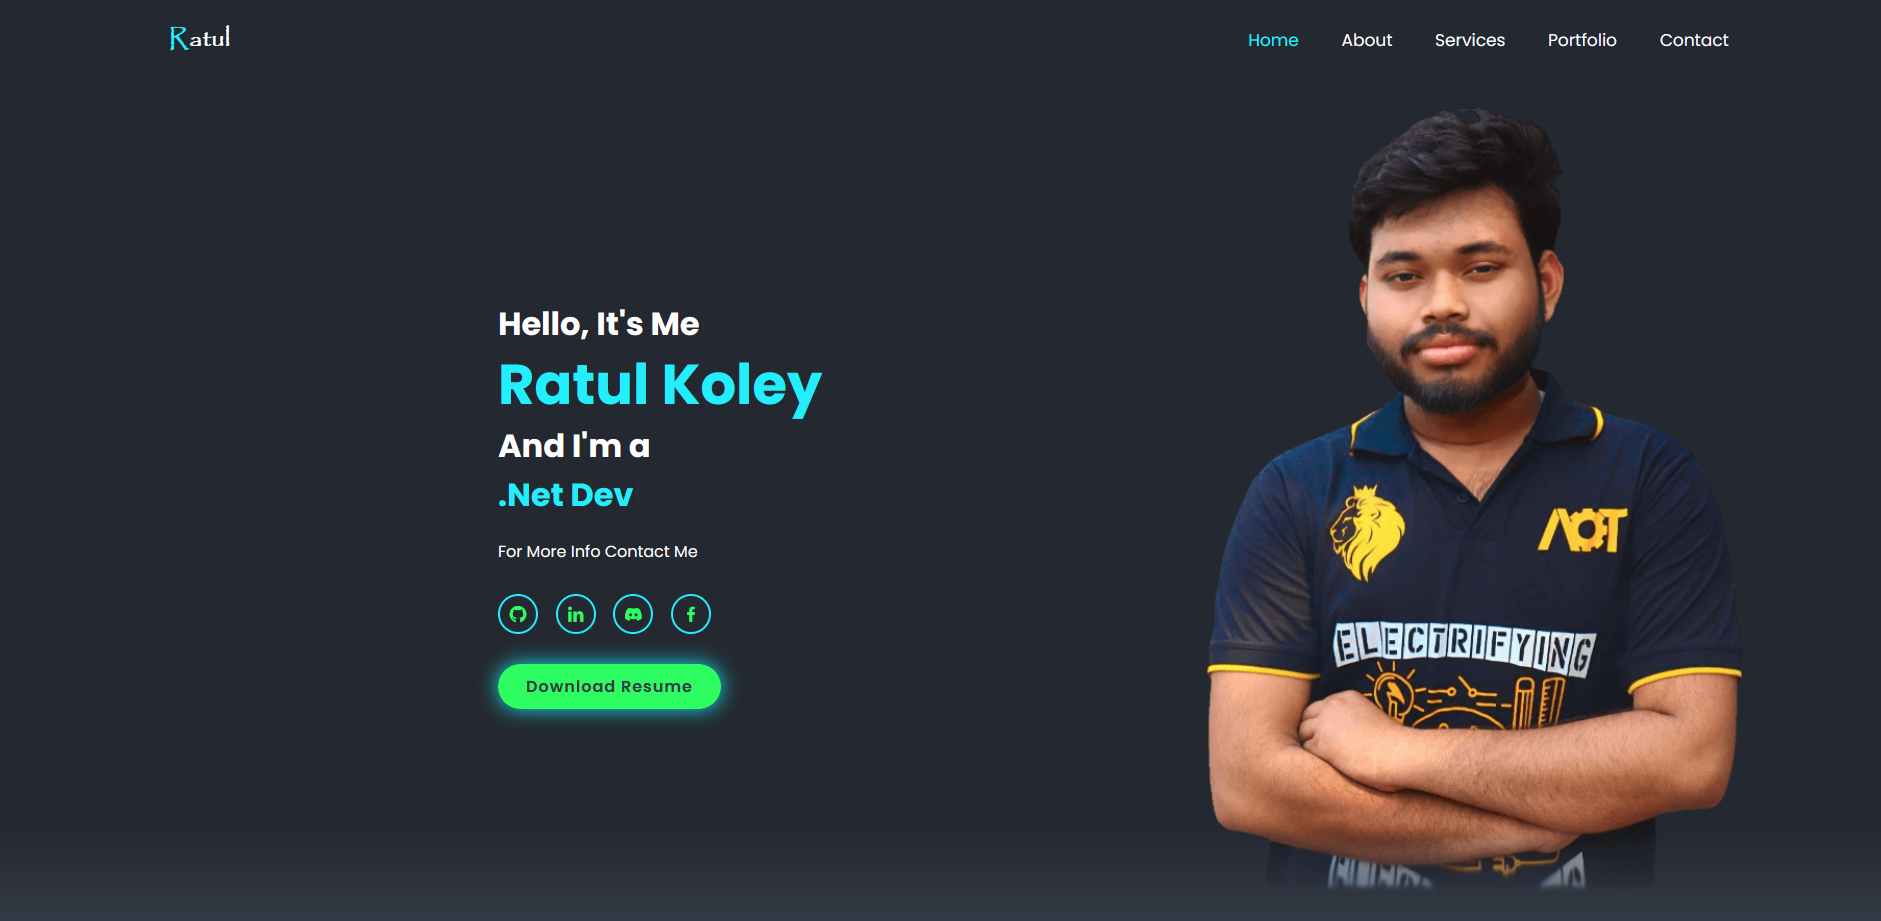 Ratul
Home About Services Portfolio Contact
Hello, It's Me
Ratul Koley
And I'm a
.Net Dev
For More Info Contact Me
in
f
Download Resume
AOT
ELECTRIFYING